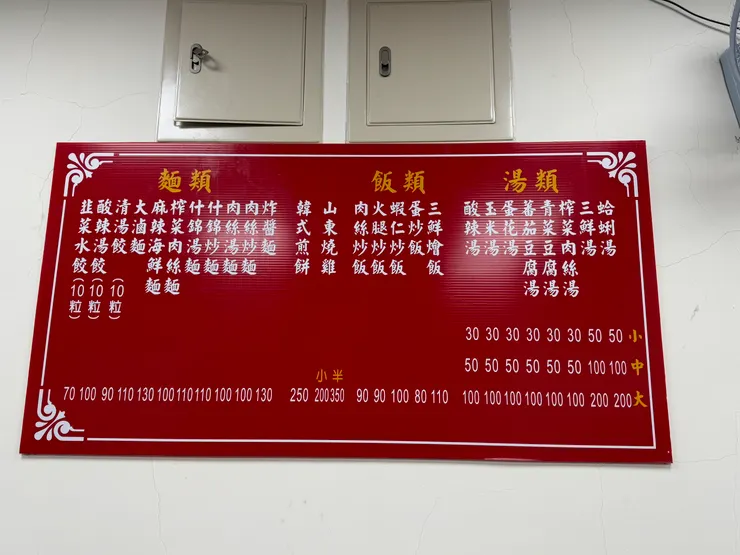 麵類
韭菜水餃(10粒)
酸辣湯餃(10粒)
清湯餃(10粒)
大滷麵
麻辣海鮮麵
榨菜肉絲麵
什錦湯麵
什錦炒麵
肉絲湯麵
肉絲炒麵
炸醬麵
70 100 90 110 130 100 110 110 100 100 130
韓式煎餅
山東燒雞
小 半
250 200 350
飯類
肉絲炒飯
火腿炒飯
蝦仁炒飯
蛋炒飯
三鮮燴飯
90 90 100 80 110
湯類
酸辣湯
玉米湯
蛋花湯
蕃茄豆腐湯
青菜豆腐湯
榨菜肉絲湯
三鮮湯
蛤蜊湯
30 30 30 30 30 30 50 50 小
50 50 50 50 50 50 100 100 中
100 100 100 100 100 100 200 200 大